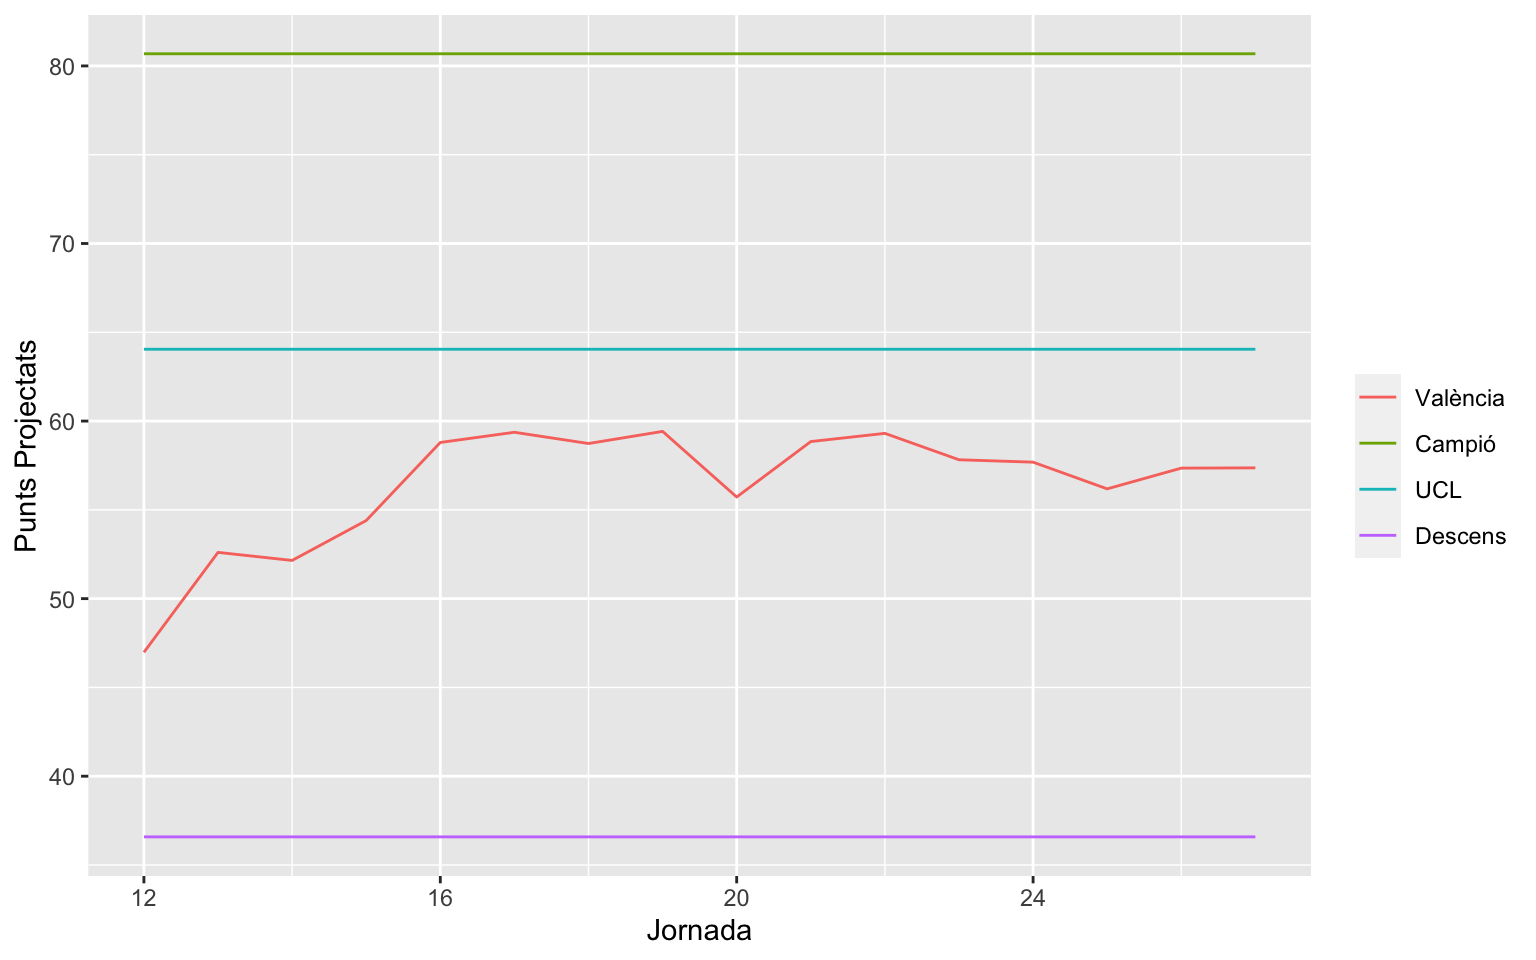 80
70
60
50
40
Punts Projectats
12 16 20 24
Jornada
València
Campió
UCL
Descens